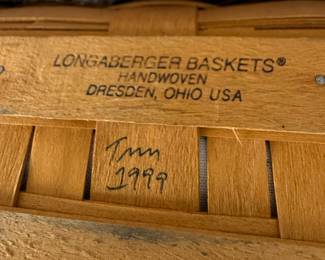 LONGABERGER BASKETS®
HANDWOVEN
DRESDEN, OHIO USA
1999